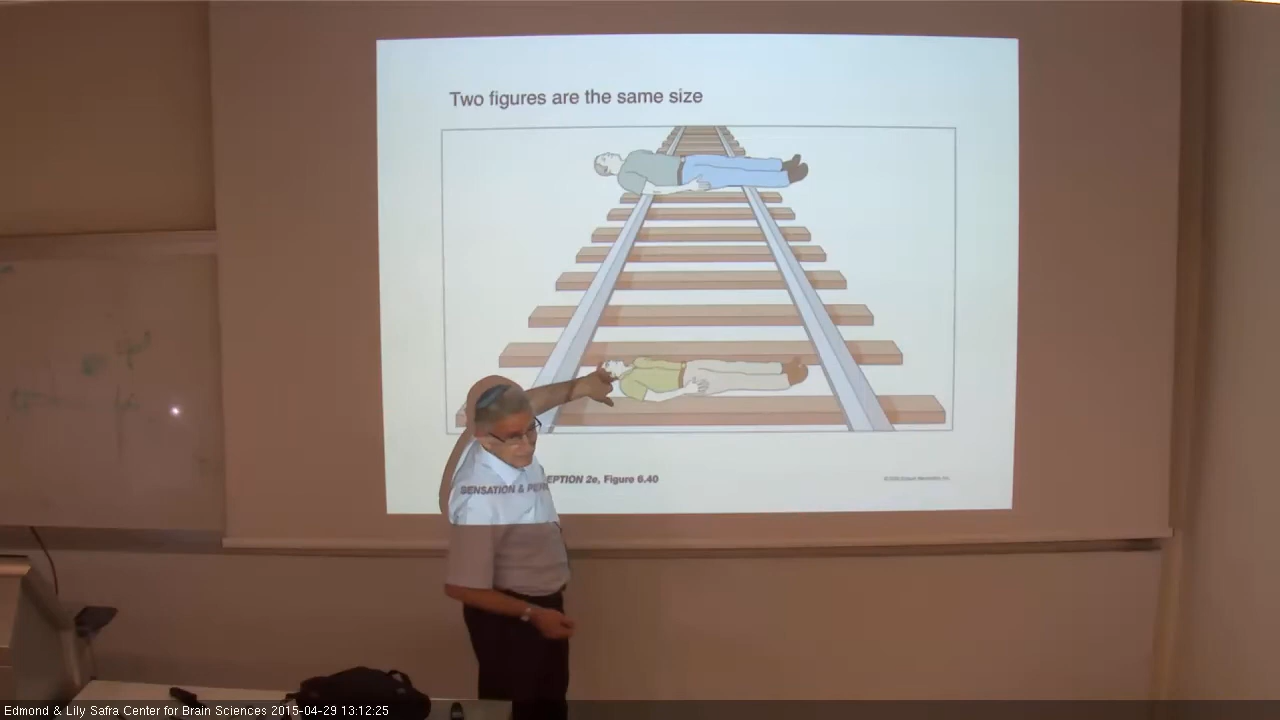 Two figures are the same size
SENSATION & PE
EPTION 2e, Figure 6.40
Edmond & Lily Safra Center for Brain Sciences 2015-04-29 13:12:25